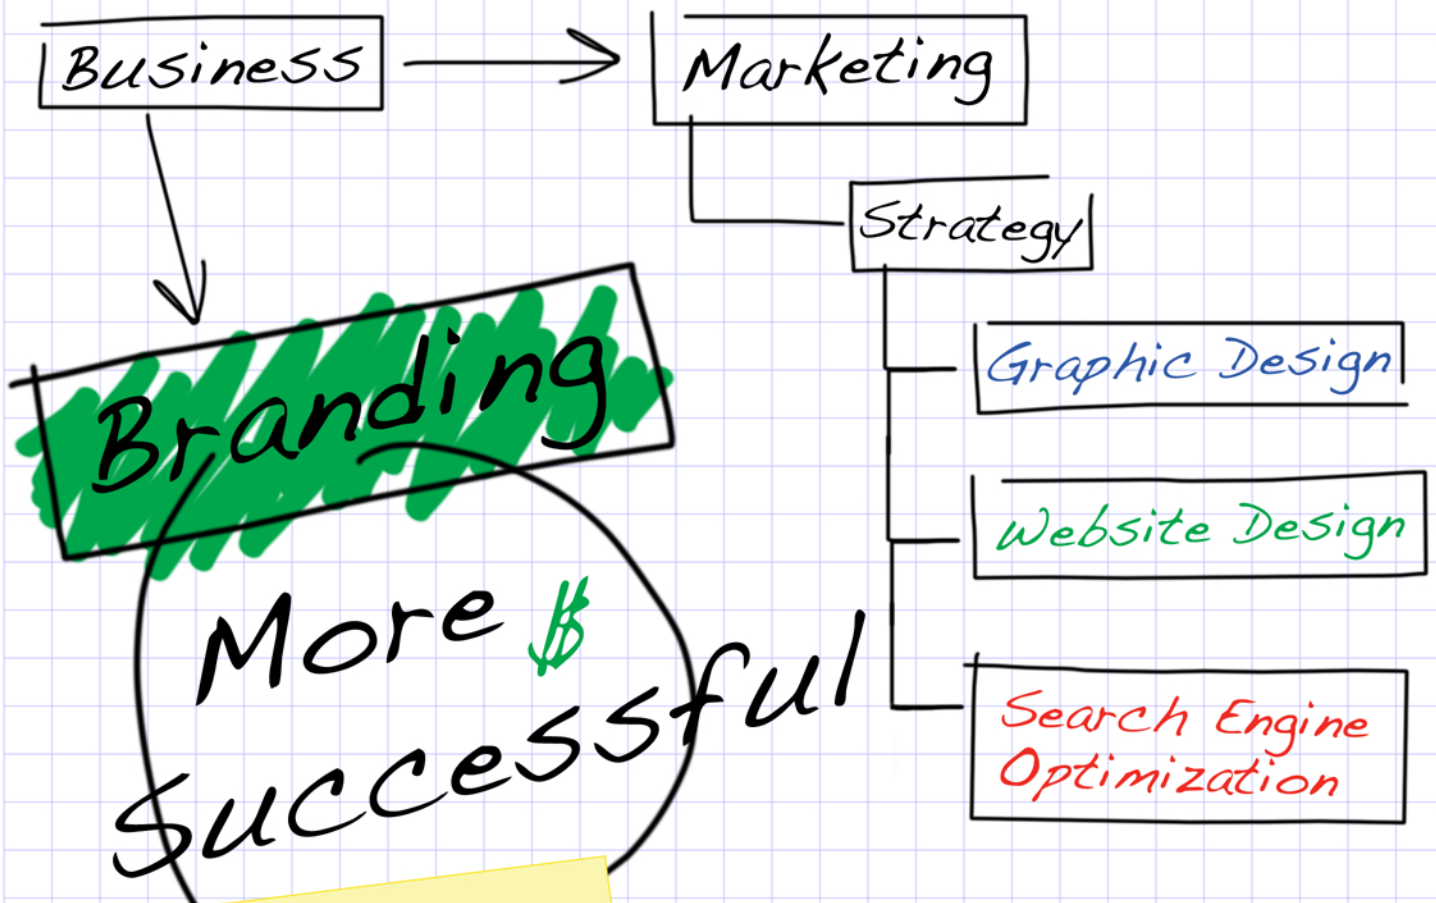 Business
Marketing
Strategy
Branding
Graphic Design
Website Design
More $
Successful
Search Engine
Optimization